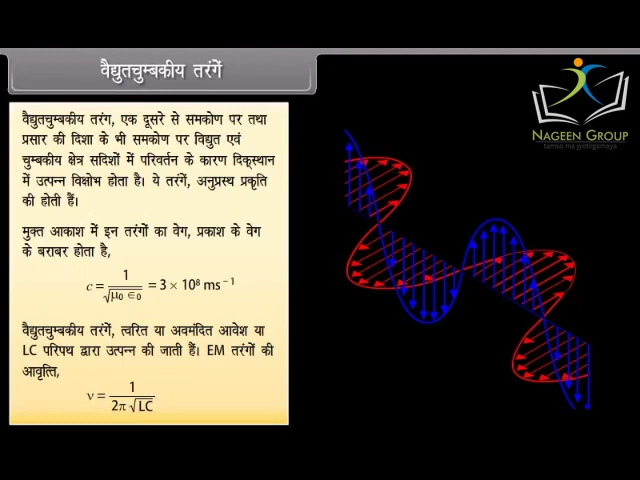 वैद्युतचुम्बकीय तरंगें
NAGEEN GROUP
tamso ma jyotirgamaya
वैद्युतचुम्बकीय तरंग, एक दूसरे से समकोण पर तथा
प्रसार की दिशा के भी समकोण पर विद्युत एवं
चुम्बकीय क्षेत्र सदिशों में परिवर्तन के कारण दिक्स्थान
में उत्पन्न विक्षोभ होता है। ये तरंगें, अनुप्रस्थ प्रकृति
की होती हैं।
मुक्त आकाश में इन तरंगों का वेग, प्रकाश के वेग
के बराबर होता है,
c = 1/√μ₀ ∈₀ = 3 × 10⁸ ms⁻¹
वैद्युतचुम्बकीय तरंगें, त्वरित या अवमंदित आवेश या
LC परिपथ द्वारा उत्पन्न की जाती हैं। EM तरंगों की
आवृत्ति,
ν = 1/2π√LC